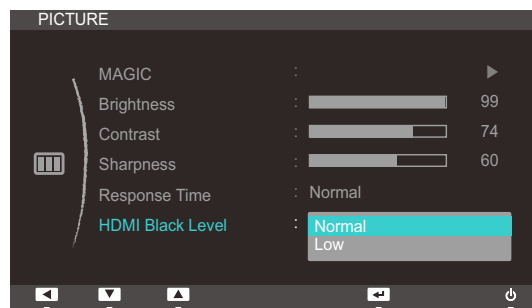 PICTURE
MAGIC :
Brightness : 99
Contrast : 74
Sharpness : 60
Response Time : Normal
HDMI Black Level : Normal
Low